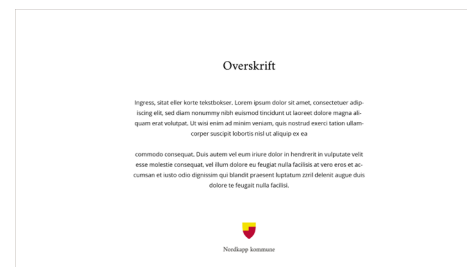 Overskrift
Ingress, sitat eller korte tekstbokser. Lorem ipsum dolor sit amet, consectetuer adip-
iscing elit, sed diam nonummy nibh euismod tincidunt ut laoreet dolore magna ali-
quam erat volutpat. Ut wisi enim ad minim veniam, quis nostrud exerci tation ullam-
corper suscipit lobortis nisl ut aliquip ex ea
commodo consequat. Duis autem vel eum iriure dolor in hendrerit in vulputate velit
esse molestie consequat, vel illum dolore eu feugiat nulla facilisis at vero eros et ac-
cumsan et iusto odio dignissim qui blandit praesent luptatum zzril delenit augue duis
dolore te feugait nulla facilisi.
Nordkapp kommune